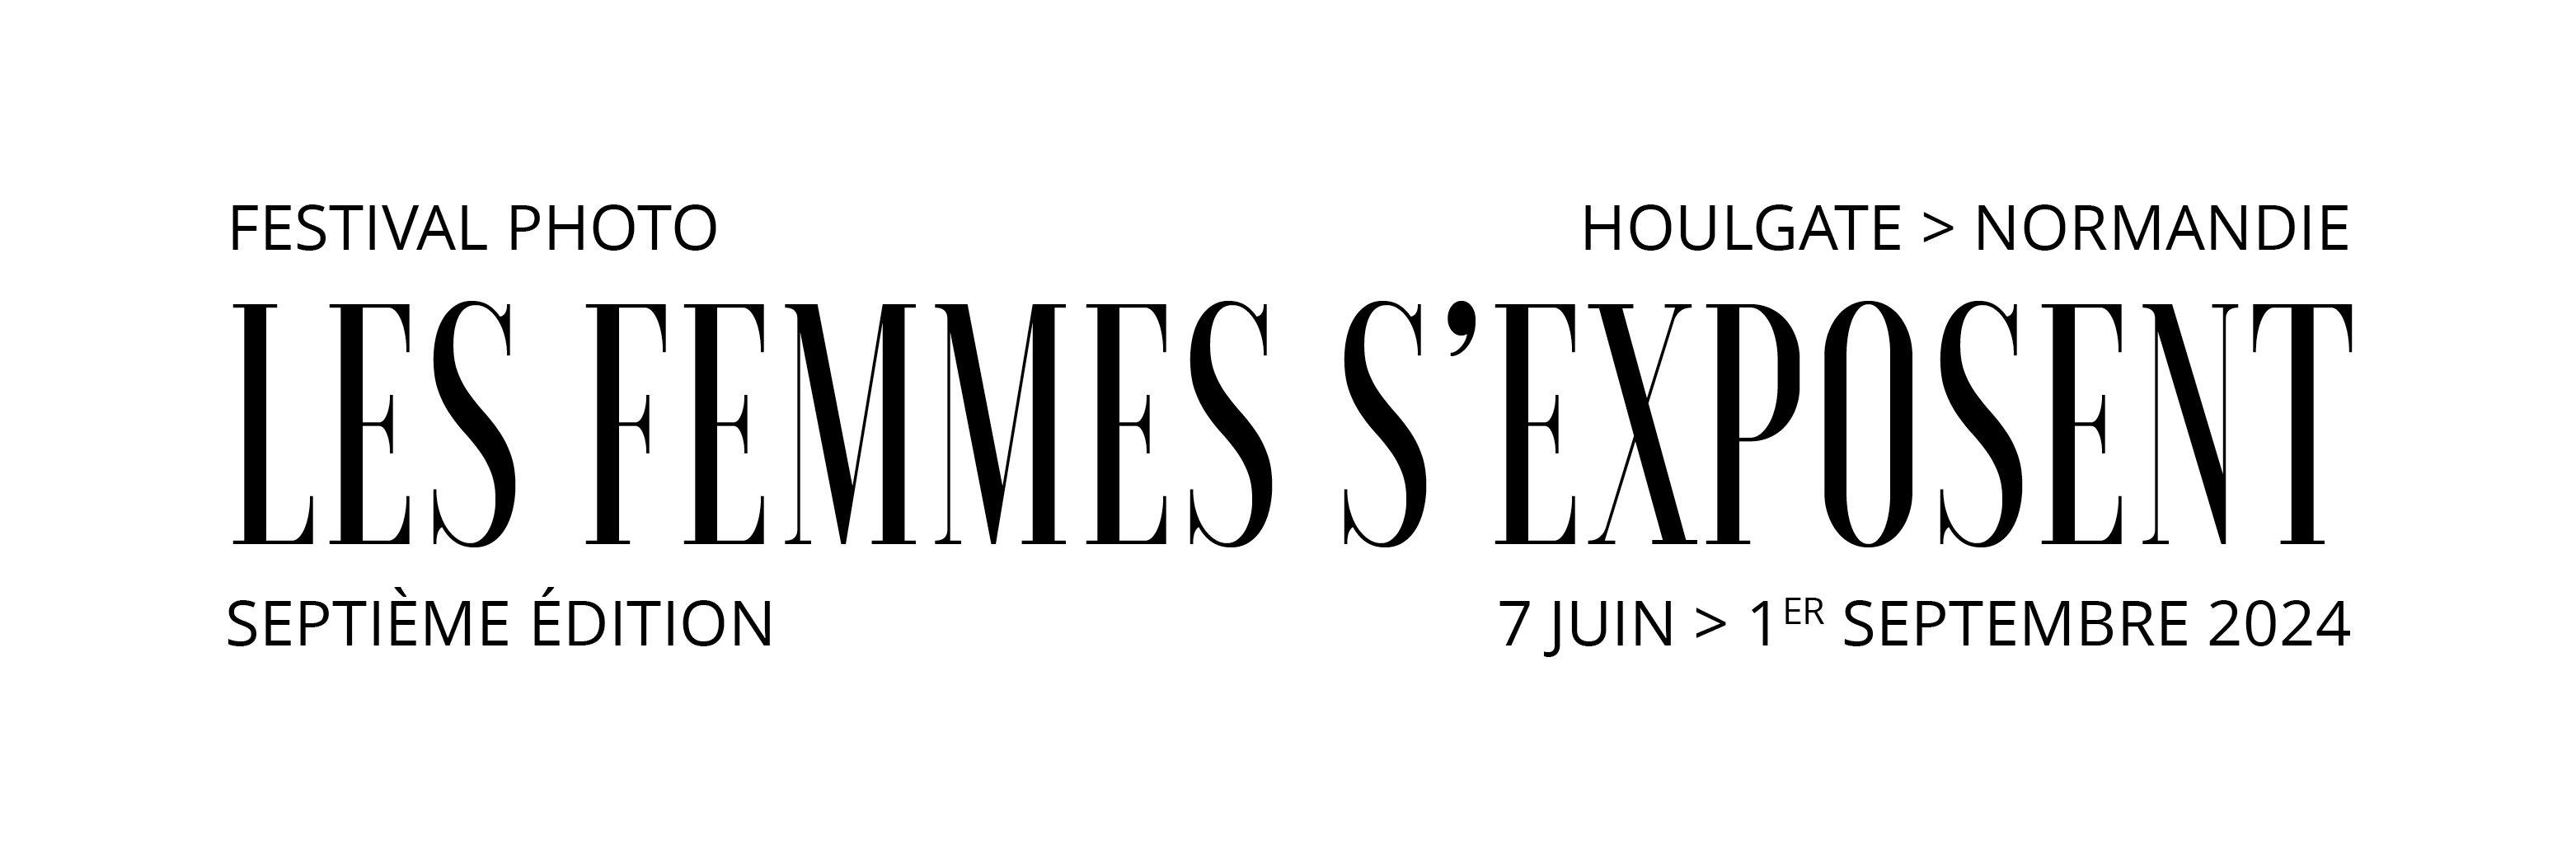 FESTIVAL PHOTO
HOULGATE > NORMANDIE
LES FEMMES S’EXPOSENT
SEPTIÈME ÉDITION
7 JUIN > 1ER SEPTEMBRE 2024